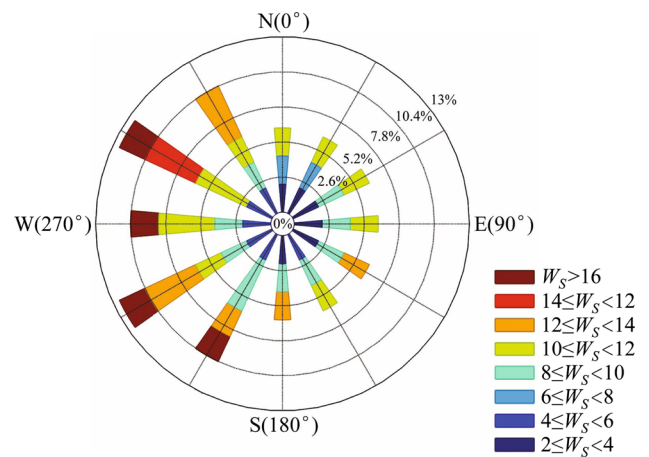 N(0°)
13%
10.4%
7.8%
5.2%
2.6%
W(270°)
0%
E(90°)
S(180°)
W_S>16
14≤W_S<12
12≤W_S<14
10≤W_S<12
8≤W_S<10
6≤W_S<8
4≤W_S<6
2≤W_S<4